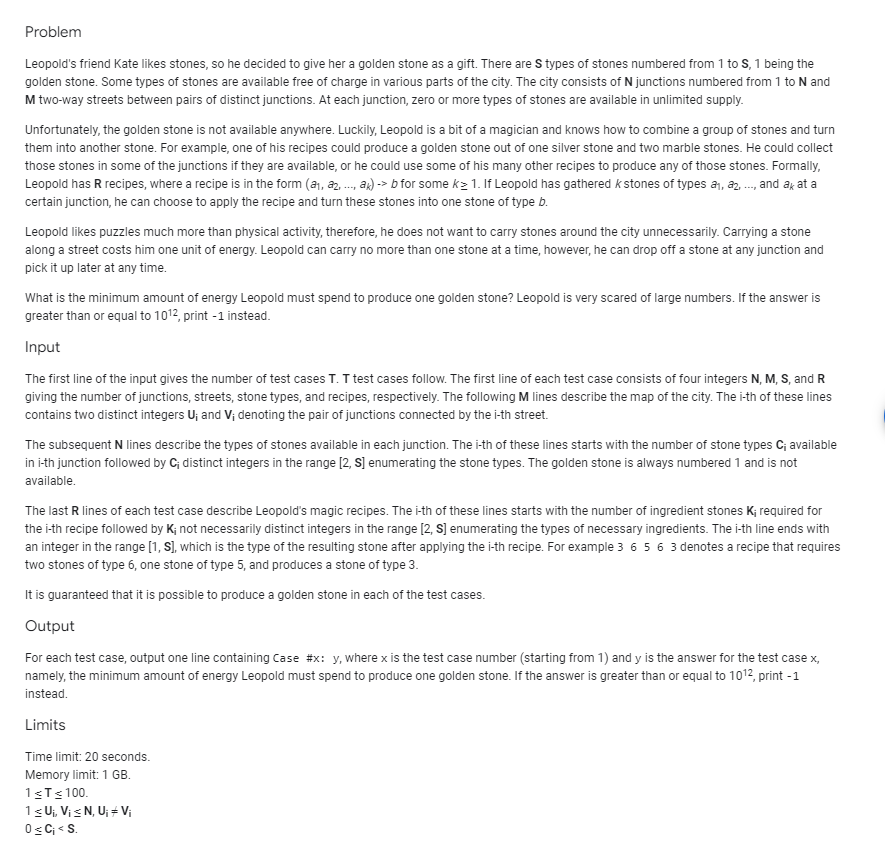 Problem
Leopold's friend Kate likes stones, so he decided to give her a golden stone as a gift. There are S types of stones numbered from 1 to S, 1 being the
golden stone. Some types of stones are available free of charge in various parts of the city. The city consists of N junctions numbered from 1 to N and
M two-way streets between pairs of distinct junctions. At each junction, zero or more types of stones are available in unlimited supply.
Unfortunately, the golden stone is not available anywhere. Luckily, Leopold is a bit of a magician and knows how to combine a group of stones and turn
them into another stone. For example, one of his recipes could produce a golden stone out of one silver stone and two marble stones. He could collect
those stones in some of the junctions if they are available, or he could use some of his many other recipes to produce any of those stones. Formally,
Leopold has R recipes, where a recipe is in the form (a₁, a₂, ..., aₖ) -> b for some k≥ 1. If Leopold has gathered k stones of types a₁, a₂, ..., and aₖ at a
certain junction, he can choose to apply the recipe and turn these stones into one stone of type b.
Leopold likes puzzles much more than physical activity, therefore, he does not want to carry stones around the city unnecessarily. Carrying a stone
along a street costs him one unit of energy. Leopold can carry no more than one stone at a time, however, he can drop off a stone at any junction and
pick it up later at any time.
What is the minimum amount of energy Leopold must spend to produce one golden stone? Leopold is very scared of large numbers. If the answer is
greater than or equal to 10¹², print -1 instead.
Input
The first line of the input gives the number of test cases T. T test cases follow. The first line of each test case consists of four integers N, M, S, and R
giving the number of junctions, streets, stone types, and recipes, respectively. The following M lines describe the map of the city. The i-th of these lines
contains two distinct integers Uᵢ and Vᵢ denoting the pair of junctions connected by the i-th street.
The subsequent N lines describe the types of stones available in each junction. The i-th of these lines starts with the number of stone types Cᵢ available
in i-th junction followed by Cᵢ distinct integers in the range [2, S] enumerating the stone types. The golden stone is always numbered 1 and is not
available.
The last R lines of each test case describe Leopold's magic recipes. The i-th of these lines starts with the number of ingredient stones Kᵢ required for
the i-th recipe followed by Kᵢ not necessarily distinct integers in the range [2, S] enumerating the types of necessary ingredients. The i-th line ends with
an integer in the range [1, S], which is the type of the resulting stone after applying the i-th recipe. For example 3 6 5 6 3 denotes a recipe that requires
two stones of type 6, one stone of type 5, and produces a stone of type 3.
It is guaranteed that it is possible to produce a golden stone in each of the test cases.
Output
For each test case, output one line containing Case #x: y, where x is the test case number (starting from 1) and y is the answer for the test case x,
namely, the minimum amount of energy Leopold must spend to produce one golden stone. If the answer is greater than or equal to 10¹², print -1
instead.
Limits
Time limit: 20 seconds.
Memory limit: 1 GB.
1 ≤ T ≤ 100.
1 ≤ Uᵢ, Vᵢ ≤ N, Uᵢ ≠ Vᵢ
0 ≤ Cᵢ < S.